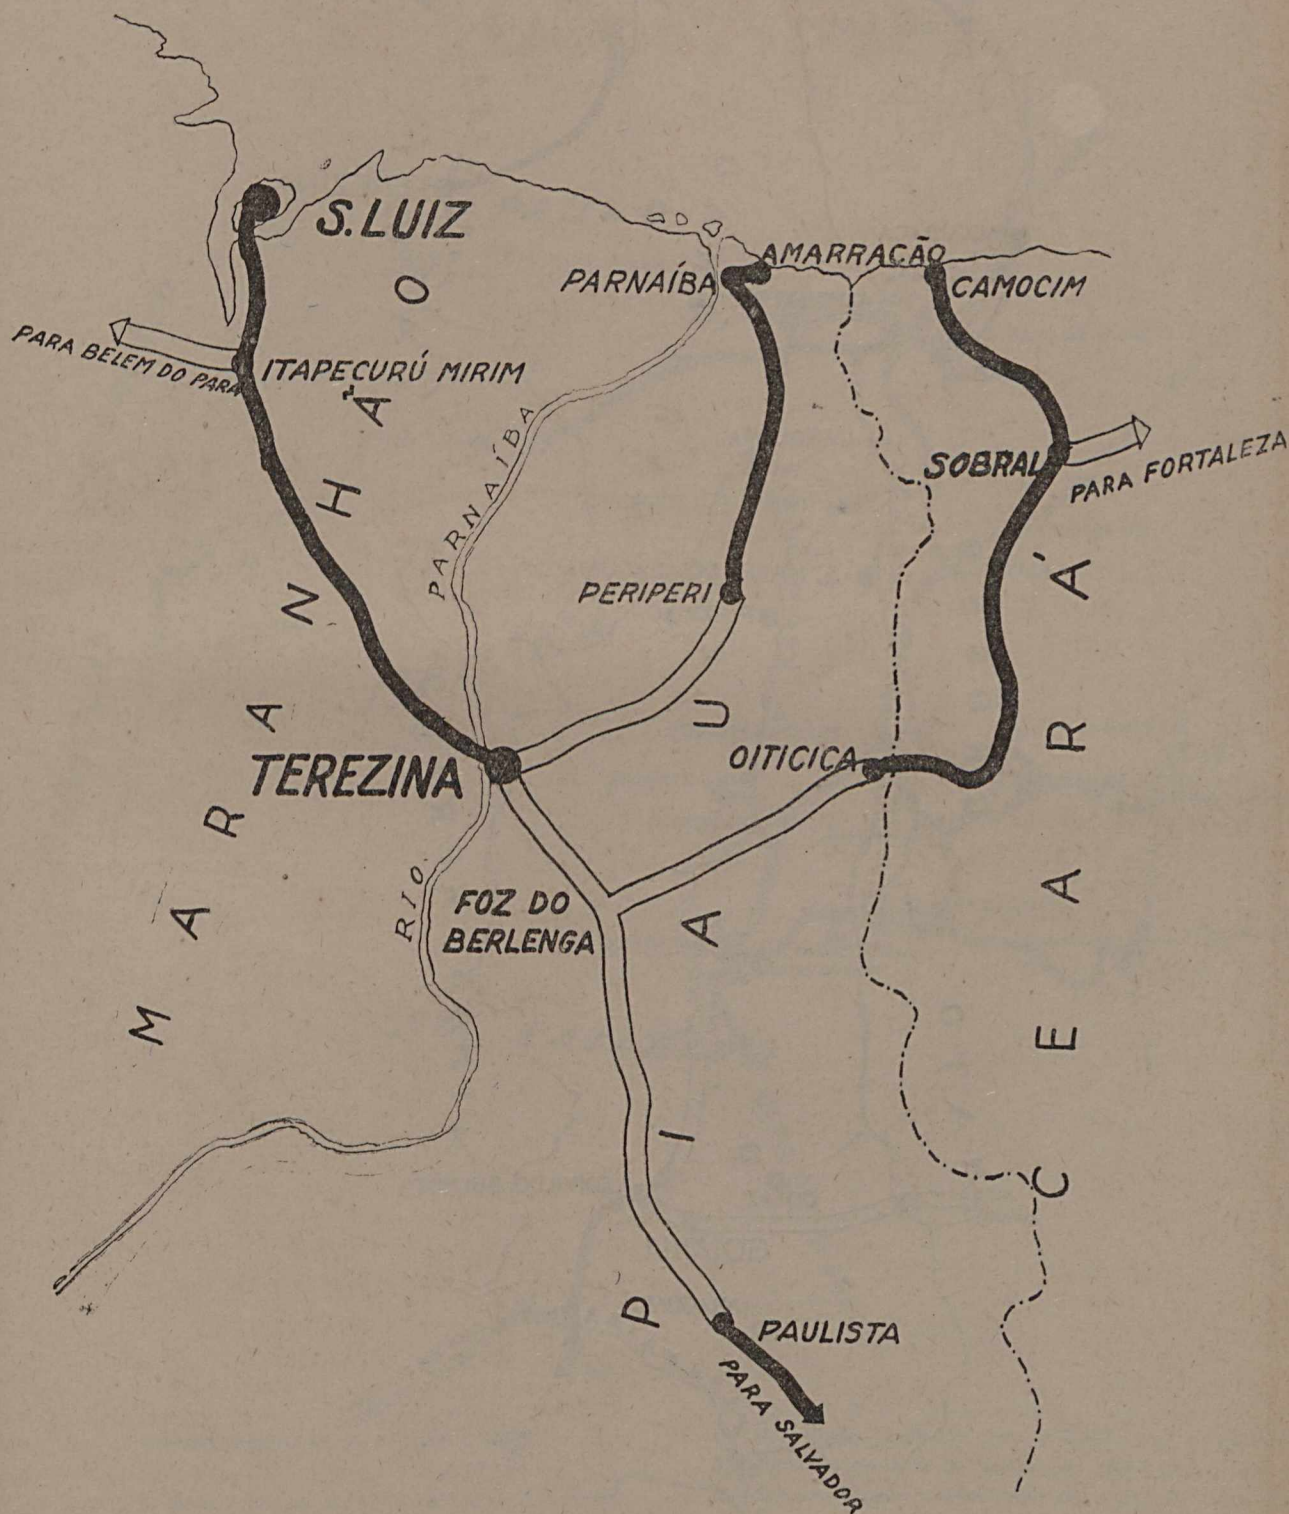 S. LUIZ
AMARRAÇÃO
PARNAÍBA
CAMOCIM
PARA BELEM DO PARÁ
ITAPECURÚ MIRIM
MARANHÃO
SOBRAL
PARA FORTALEZA
RIO PARNAÍBA
PERIPERI
OITICICA
TEREZINA
FOZ DO
BERLENGA
PIAUÍ
CEARÁ
PAULISTA
PARA SALVADOR